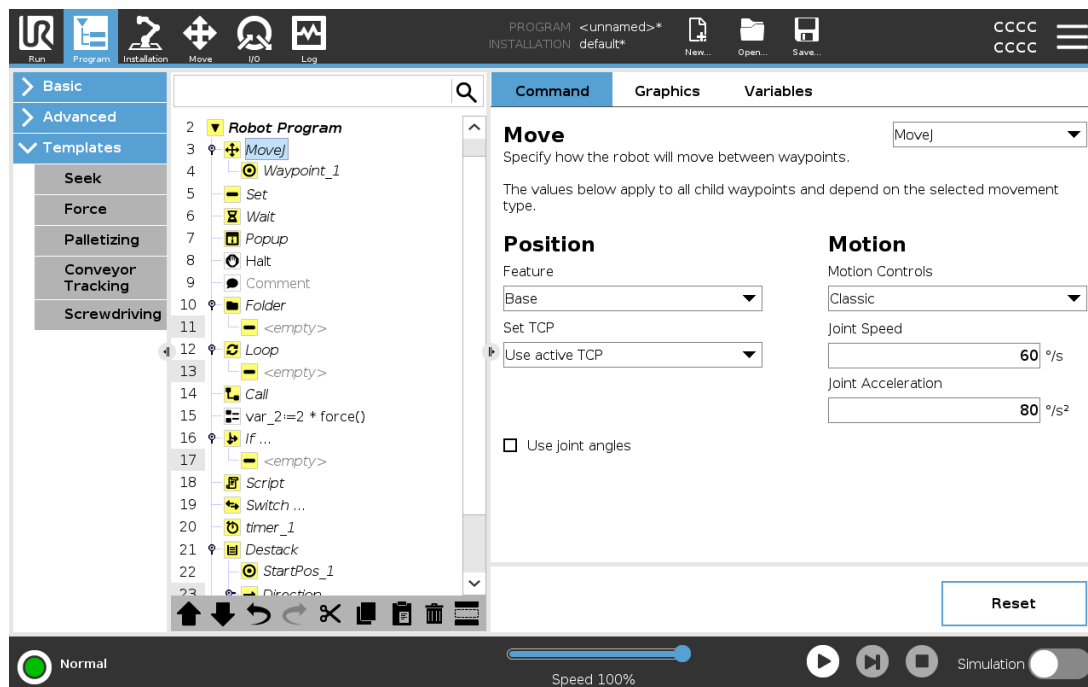 PROGRAM <unnamed>*
INSTALLATION default*
CCCC
CCCC
Run
Program
Installation
Move
I/O
Log
New...
Open...
Save...
Basic
Advanced
Templates
Seek
Force
Palletizing
Conveyor
Tracking
Screwdriving
2 Robot Program
3 MoveJ
4 Waypoint_1
5 Set
6 Wait
7 Popup
8 Halt
9 Comment
10 Folder
11 <empty>
12 Loop
13 <empty>
14 Call
15 var_2:=2 * force()
16 If ...
17 <empty>
18 Script
19 Switch ...
20 timer_1
21 Destack
22 StartPos_1
23 Direction
Command
Graphics
Variables
Move
MoveJ
Specify how the robot will move between waypoints.
The values below apply to all child waypoints and depend on the selected movement
type.
Position
Motion
Feature
Motion Controls
Base
Classic
Set TCP
Joint Speed
Use active TCP
60 °/s
Joint Acceleration
80 °/s²
Use joint angles
Reset
Normal
Speed 100%
Simulation